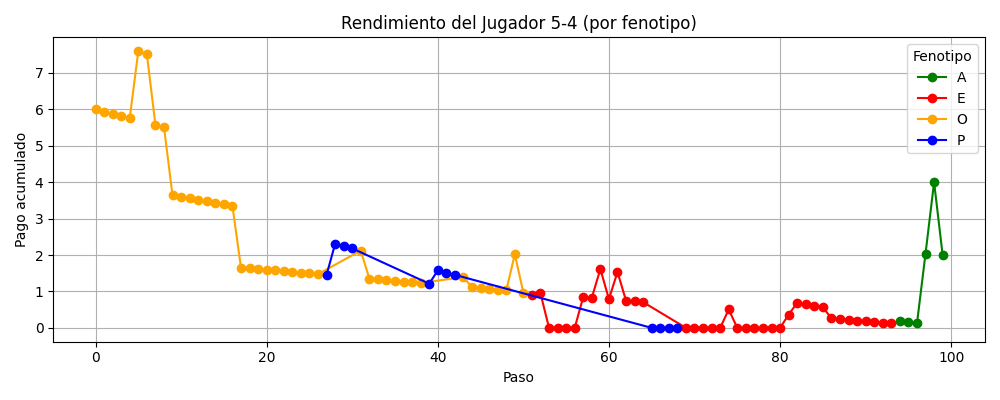 Rendimiento del Jugador 5-4 (por fenotipo)
Pago acumulado
7
6
5
4
3
2
1
0
0
20
40
60
80
100
Paso
Fenotipo
A
E
O
P